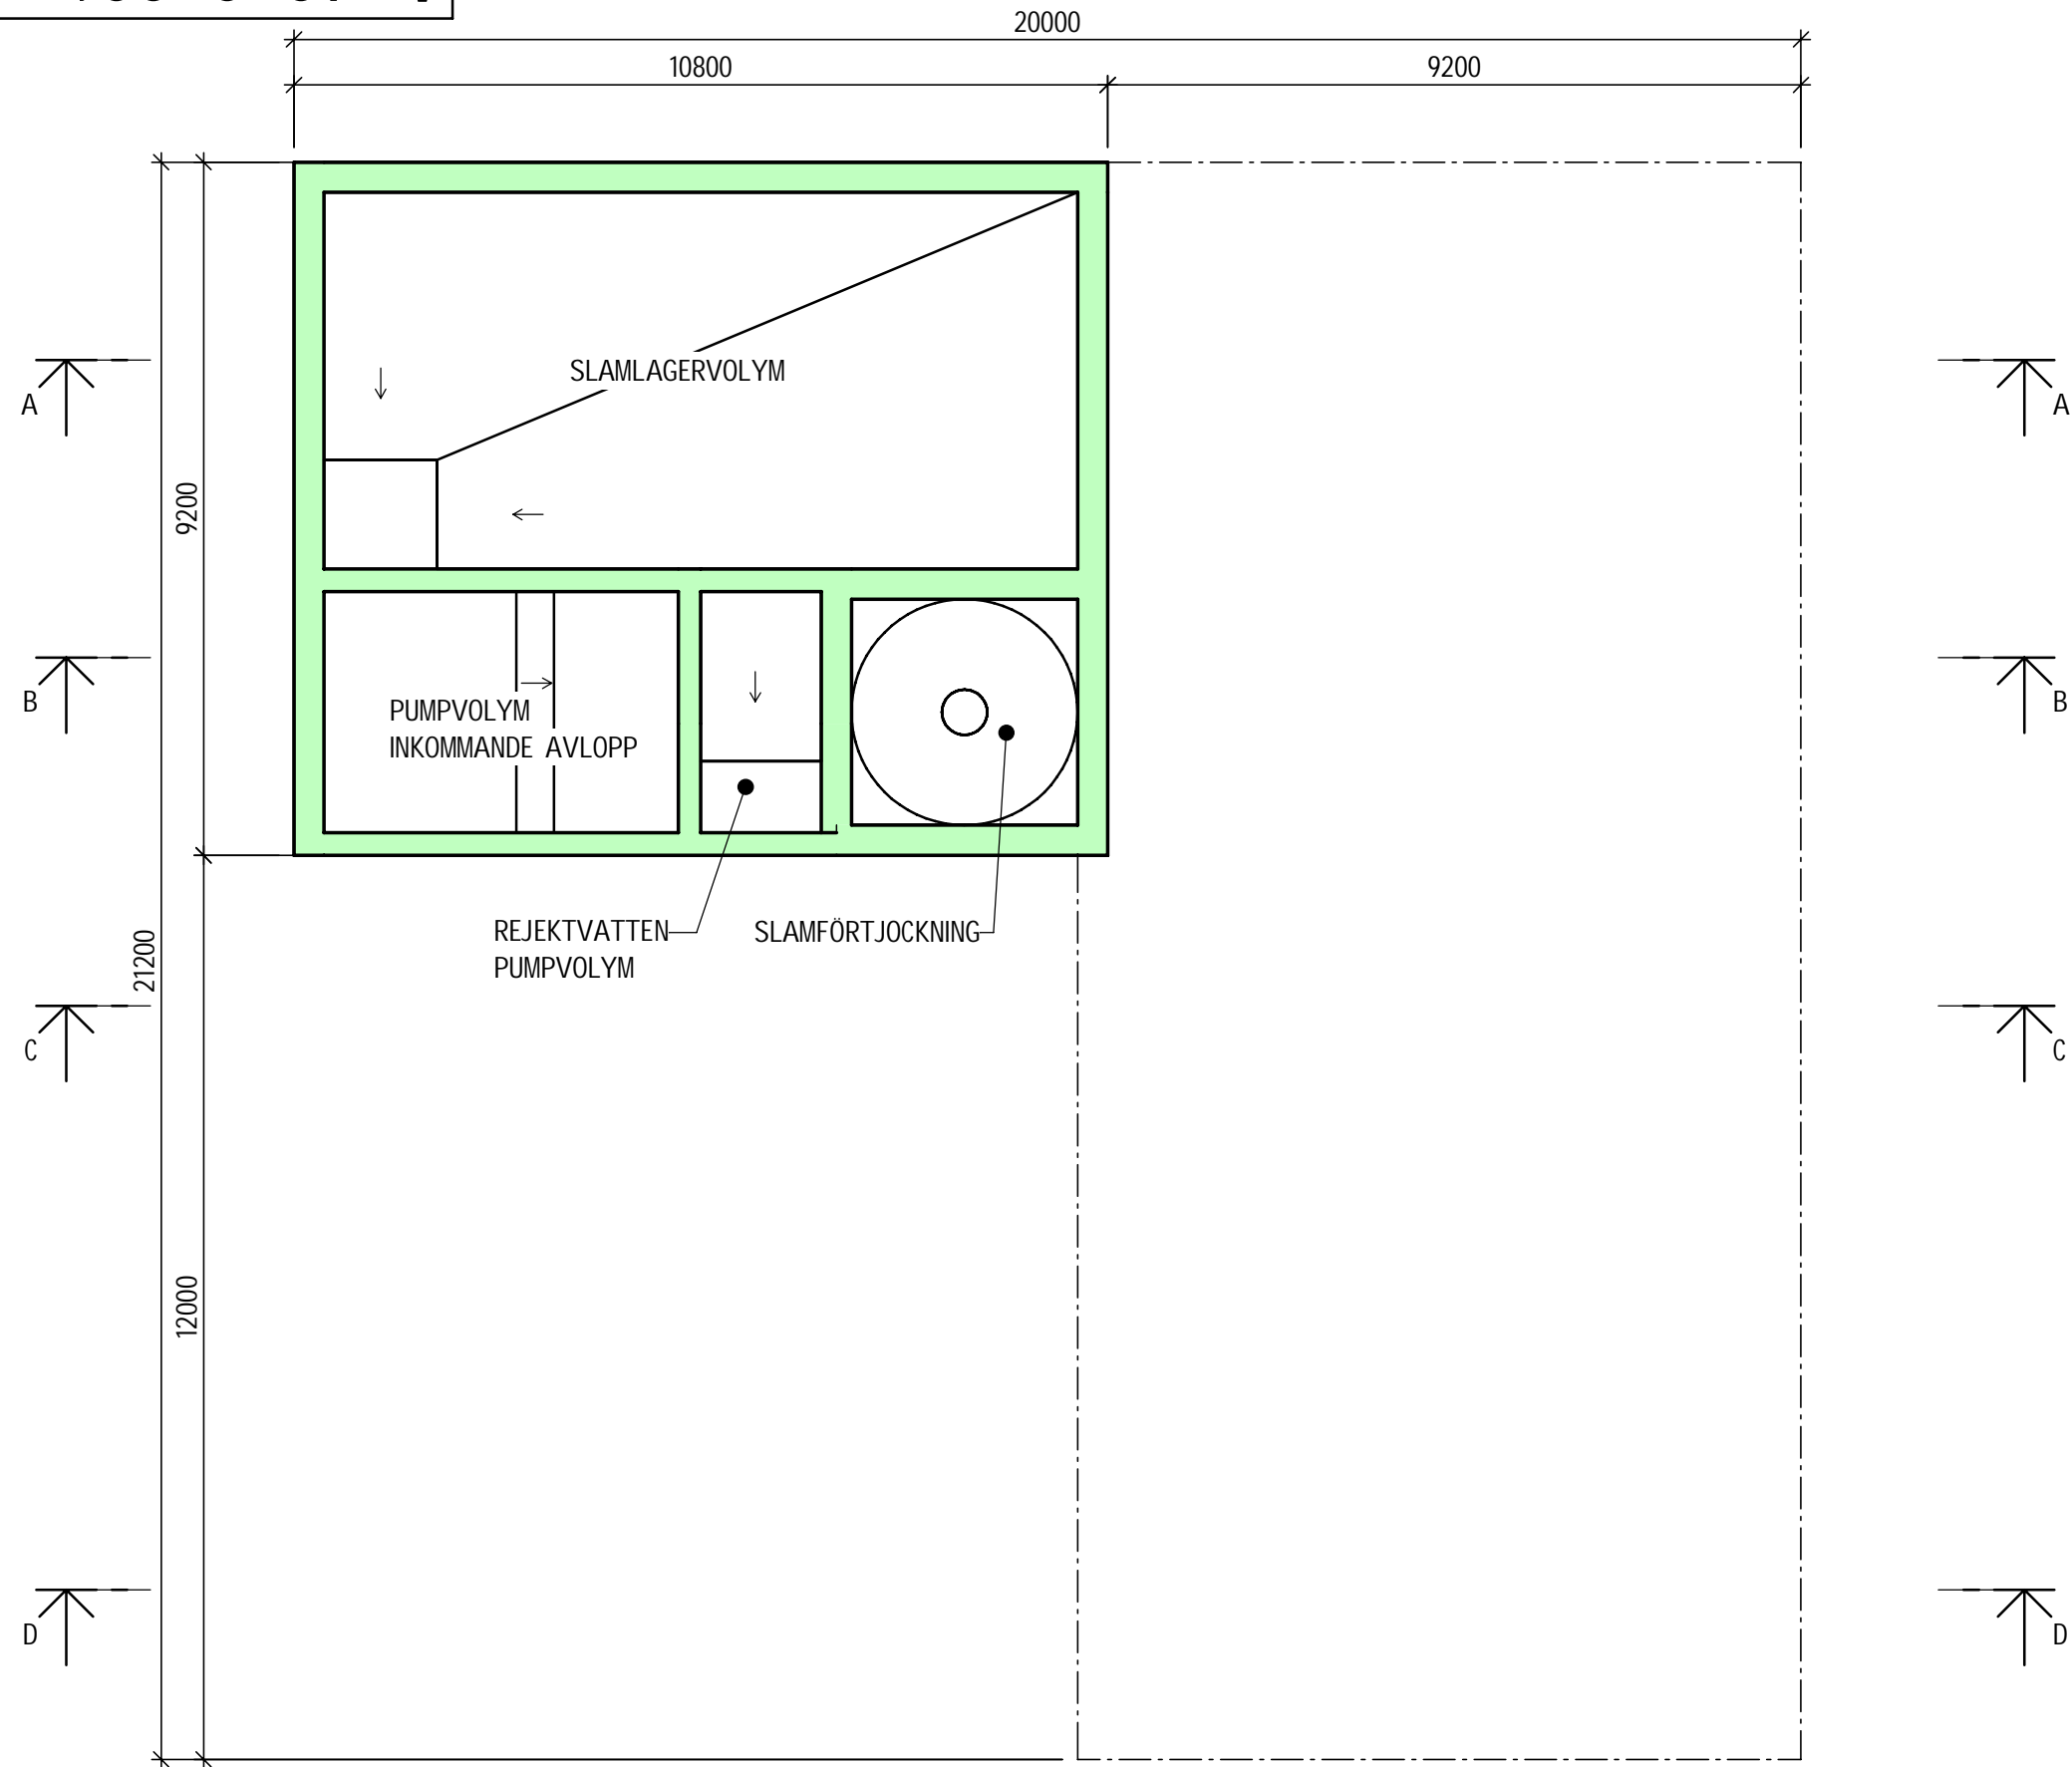 20000
10800
9200
SLAMLAGERVOLYM
A
A
9200
B
B
PUMPVOLYM
INKOMMANDE AVLOPP
REJEKTVATTEN
PUMPVOLYM
SLAMFÖRTJOCKNING
21200
C
C
12000
D
D